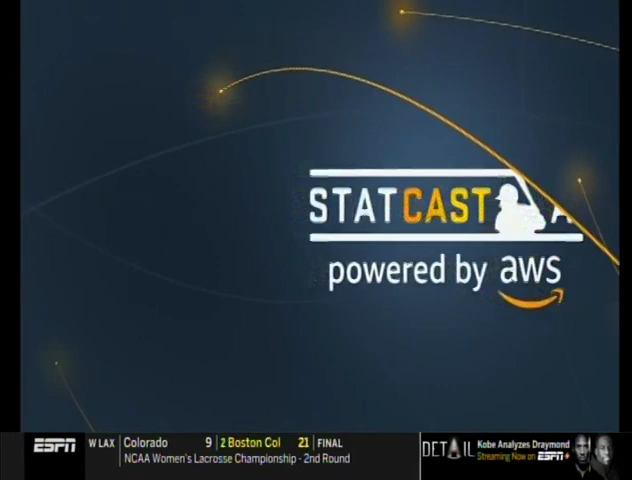 STATCAST AI
powered by aws
ESPN W LAX Colorado 9 2 Boston Col 21 FINAL
NCAA Women's Lacrosse Championship - 2nd Round
DETAIL Kobe Analyzes Draymond
Streaming Now on ESPN+